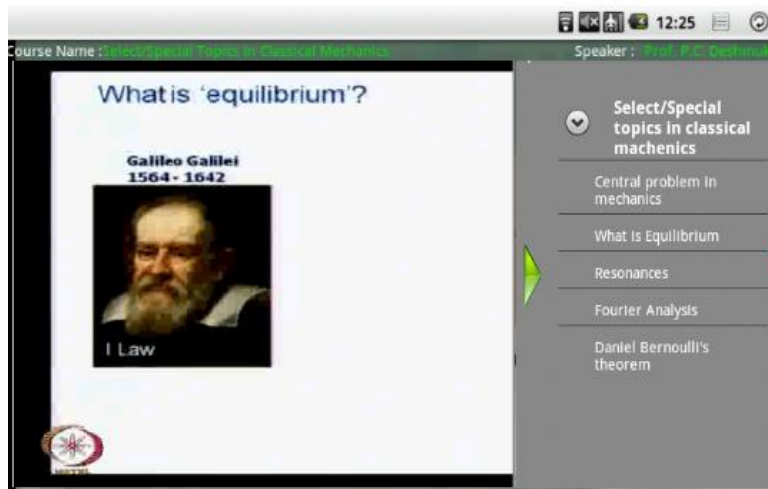 12:25
Course Name :Select/Special Topics in Classical Mechanics
Speaker : Prof. P.C. Deshmuk
What is 'equilibrium'?
Galileo Galilei
1564 - 1642
I Law
NPTEL
Select/Special
topics in classical
machenics
Central problem in
mechanics
What is Equilibrium
Resonances
Fourier Analysis
Daniel Bernoulli's
theorem